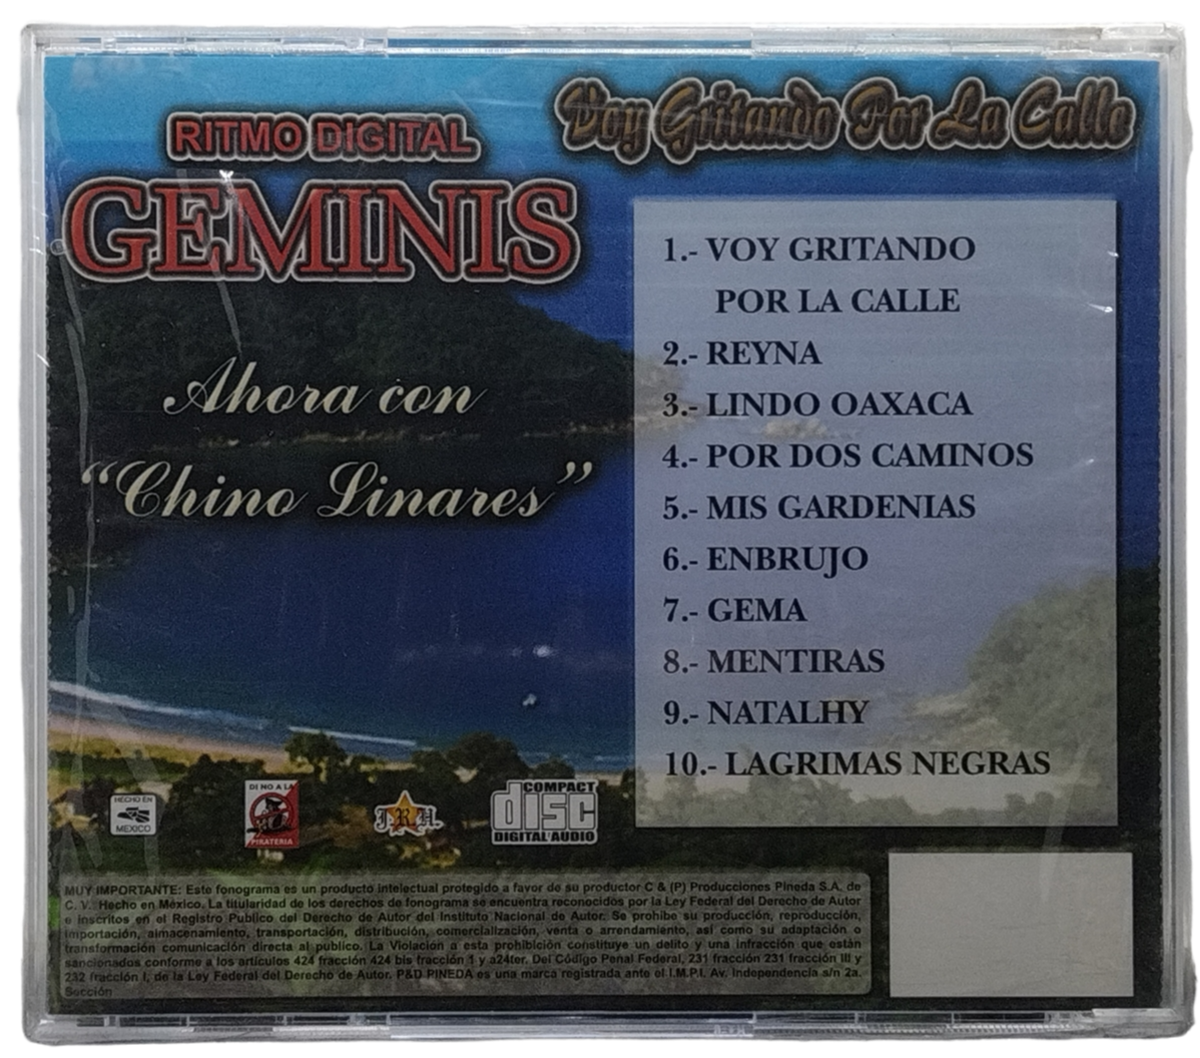 RITMO DIGITAL
GEMINIS
Voy Gritando Por La Calle
Ahora con
“Chino Linares”
1.- VOY GRITANDO
POR LA CALLE
2.- REYNA
3.- LINDO OAXACA
4.- POR DOS CAMINOS
5.- MIS GARDENIAS
6.- ENBRUJO
7.- GEMA
8.- MENTIRAS
9.- NATALHY
10.- LAGRIMAS NEGRAS
HECHO EN
MEXICO
DI NO A LA
PIRATERIA
J.R.H.
COMPACT
disc
DIGITAL AUDIO
MUY IMPORTANTE: Este fonograma es un producto intelectual protegido a favor de su productor C & (P) Producciones Pineda S.A. de
C. V.. Hecho en México. La titularidad de los derechos de fonograma se encuentra reconocidos por la Ley Federal del Derecho de Autor
e inscritos en el Registro Publico del Derecho de Autor del Instituto Nacional de Autor. Se prohibe su producción, reproducción,
importación, almacenamiento, transportación, distribución, comercialización, venta o arrendamiento, así como su adaptación o
transformación comunicación directa al publico. La Violación a esta prohibición constituye un delito y una infracción que están
sancionados conforme a los artículos 424 fracción 424 bis fracción 1 y a24ter. Del Código Penal Federal, 231 fracción 231 fracción III y
232 fracción I, de la Ley Federal del Derecho de Autor. P&D PINEDA es una marca registrada ante el I.M.P.I. Av. Independencia s/n 2a.
Sección